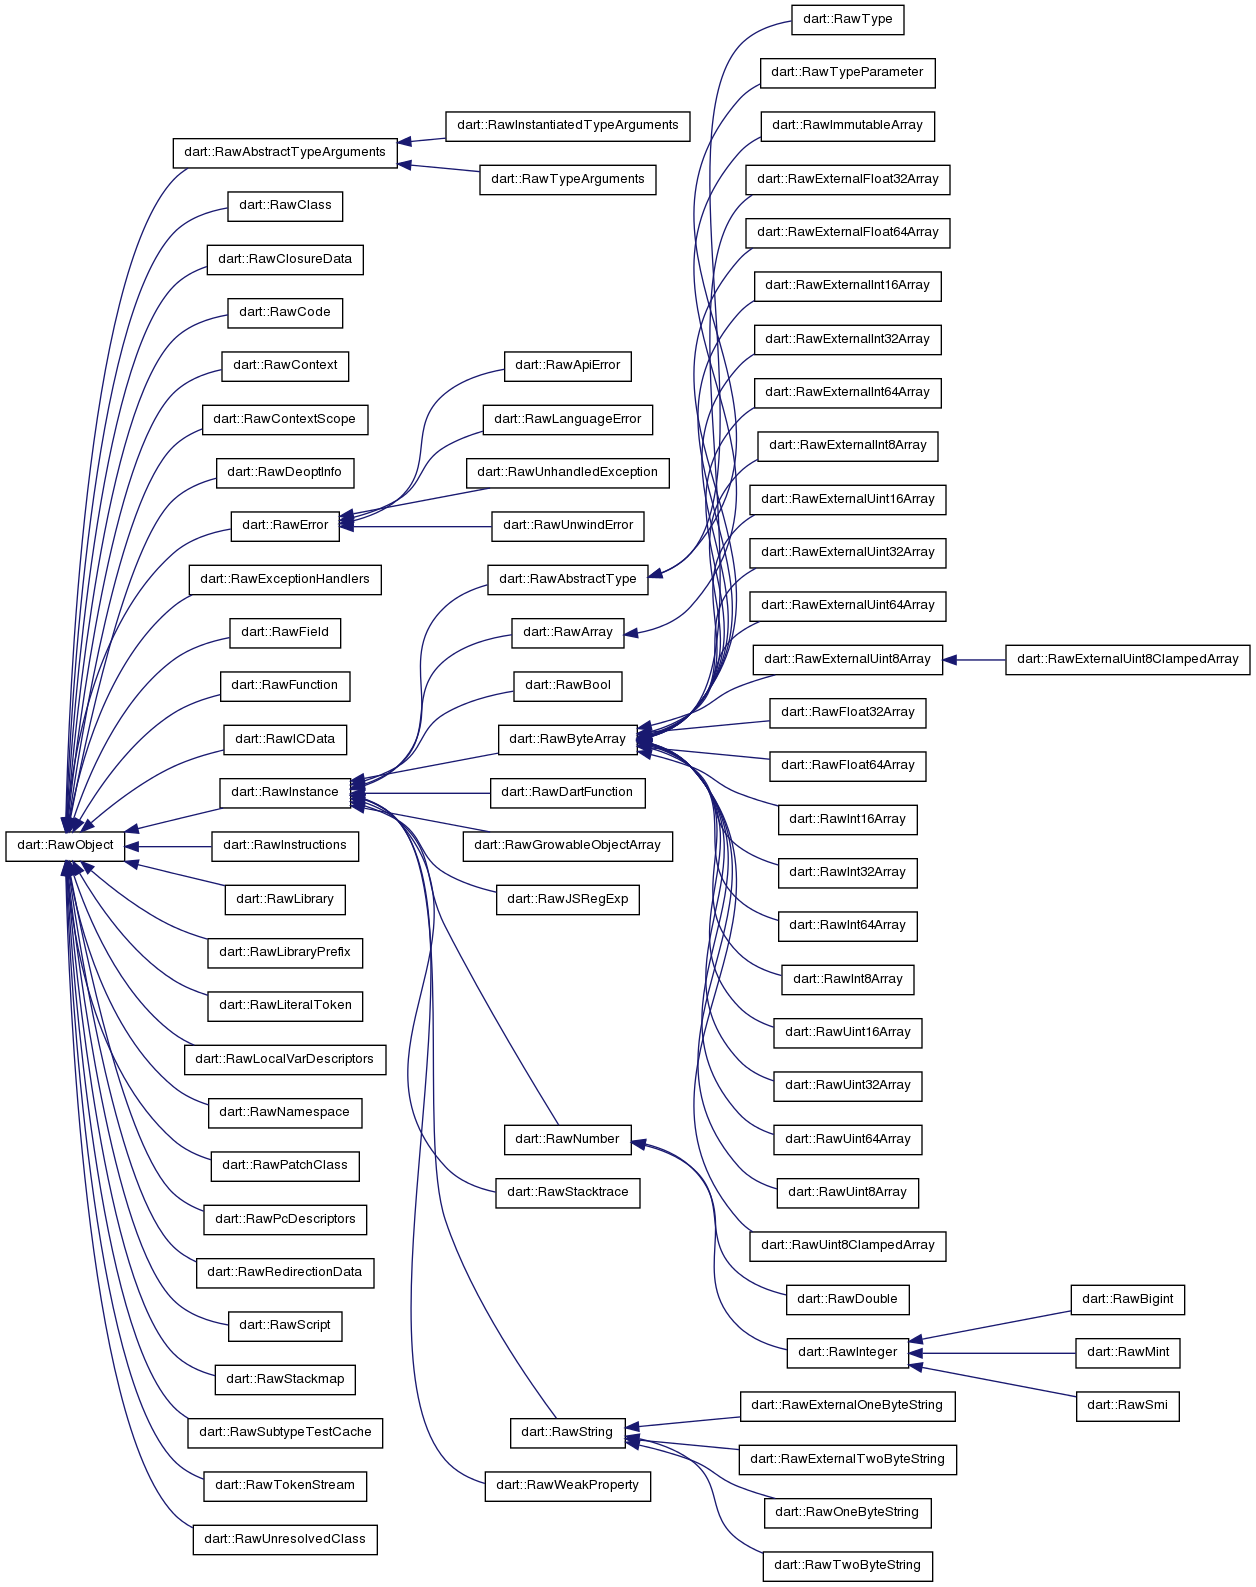 dart::RawObject
dart::RawAbstractTypeArguments
dart::RawClass
dart::RawClosureData
dart::RawCode
dart::RawContext
dart::RawContextScope
dart::RawDeoptInfo
dart::RawError
dart::RawExceptionHandlers
dart::RawField
dart::RawFunction
dart::RawICData
dart::RawInstance
dart::RawInstructions
dart::RawLibrary
dart::RawLibraryPrefix
dart::RawLiteralToken
dart::RawLocalVarDescriptors
dart::RawNamespace
dart::RawPatchClass
dart::RawPcDescriptors
dart::RawRedirectionData
dart::RawScript
dart::RawStackmap
dart::RawSubtypeTestCache
dart::RawTokenStream
dart::RawUnresolvedClass
dart::RawInstantiatedTypeArguments
dart::RawTypeArguments
dart::RawApiError
dart::RawLanguageError
dart::RawUnhandledException
dart::RawUnwindError
dart::RawAbstractType
dart::RawArray
dart::RawBool
dart::RawByteArray
dart::RawDartFunction
dart::RawGrowableObjectArray
dart::RawJSRegExp
dart::RawNumber
dart::RawStacktrace
dart::RawString
dart::RawWeakProperty
dart::RawType
dart::RawTypeParameter
dart::RawImmutableArray
dart::RawExternalFloat32Array
dart::RawExternalFloat64Array
dart::RawExternalInt16Array
dart::RawExternalInt32Array
dart::RawExternalInt64Array
dart::RawExternalInt8Array
dart::RawExternalUint16Array
dart::RawExternalUint32Array
dart::RawExternalUint64Array
dart::RawExternalUint8Array
dart::RawFloat32Array
dart::RawFloat64Array
dart::RawInt16Array
dart::RawInt32Array
dart::RawInt64Array
dart::RawInt8Array
dart::RawUint16Array
dart::RawUint32Array
dart::RawUint64Array
dart::RawUint8Array
dart::RawUint8ClampedArray
dart::RawDouble
dart::RawInteger
dart::RawExternalOneByteString
dart::RawExternalTwoByteString
dart::RawOneByteString
dart::RawTwoByteString
dart::RawExternalUint8ClampedArray
dart::RawBigint
dart::RawMint
dart::RawSmi